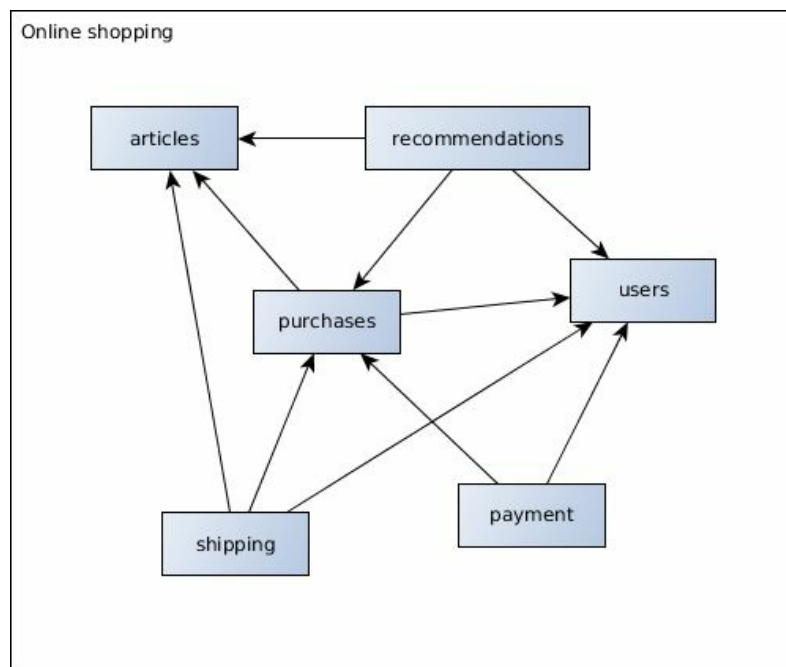 Online shopping
articles
recommendations
users
purchases
payment
shipping